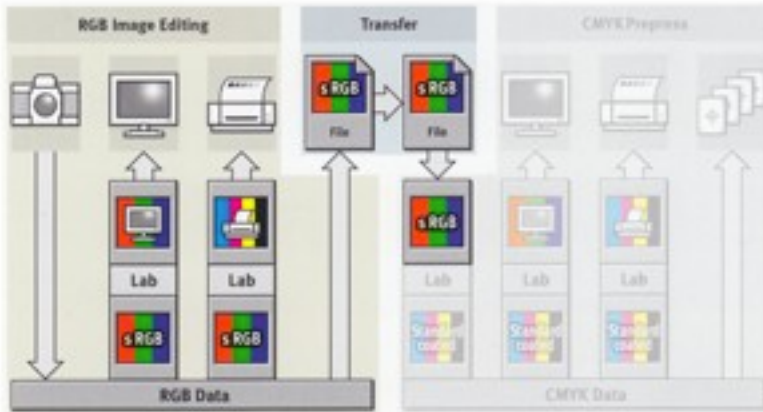 RGB Image Editing
Transfer
CMYK Prepress
sRGB
File
sRGB
File
sRGB
Lab
Lab
Lab
Lab
Lab
sRGB
sRGB
Standard
coated
Standard
coated
Standard
coated
RGB Data
CMYK Data